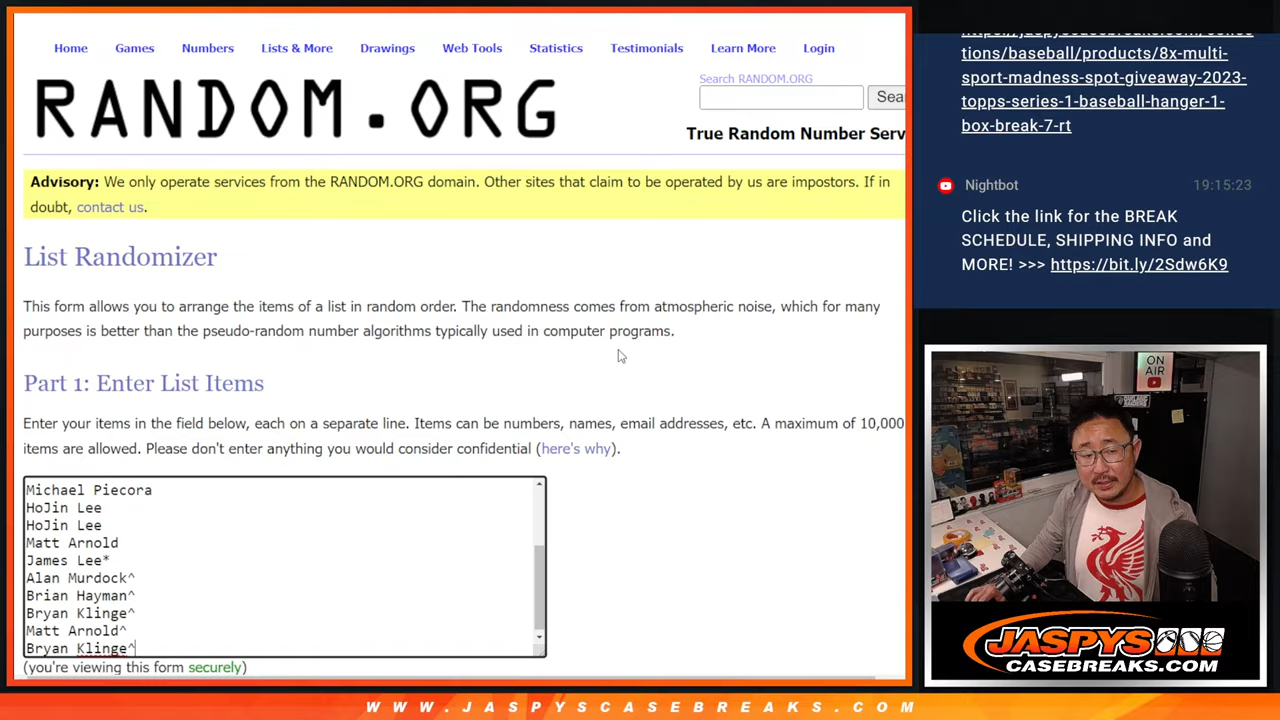 Home Games Numbers Lists & More Drawings Web Tools Statistics Testimonials Learn More Login
Search RANDOM.ORG
RANDOM.ORG
Sea
True Random Number Serv
Advisory: We only operate services from the RANDOM.ORG domain. Other sites that claim to be operated by us are impostors. If in
doubt, contact us.
List Randomizer
This form allows you to arrange the items of a list in random order. The randomness comes from atmospheric noise, which for many
purposes is better than the pseudo-random number algorithms typically used in computer programs.
Part 1: Enter List Items
Enter your items in the field below, each on a separate line. Items can be numbers, names, email addresses, etc. A maximum of 10,000
items are allowed. Please don't enter anything you would consider confidential (here's why).
Michael Piecora
HoJin Lee
HoJin Lee
Matt Arnold
James Lee*
Alan Murdock^
Brian Hayman^
Bryan Klinge^
Matt Arnold^
Bryan Klinge^
(you're viewing this form securely)
tions/baseball/products/8x-multi-
sport-madness-spot-giveaway-2023-
topps-series-1-baseball-hanger-1-
box-break-7-rt
Nightbot 19:15:23
Click the link for the BREAK
SCHEDULE, SHIPPING INFO and
MORE! >>> https://bit.ly/2Sdw6K9
ON
AIR
JASPYS
CASEBREAKS.COM
WWW.JASPYSCASEBREAKS.COM